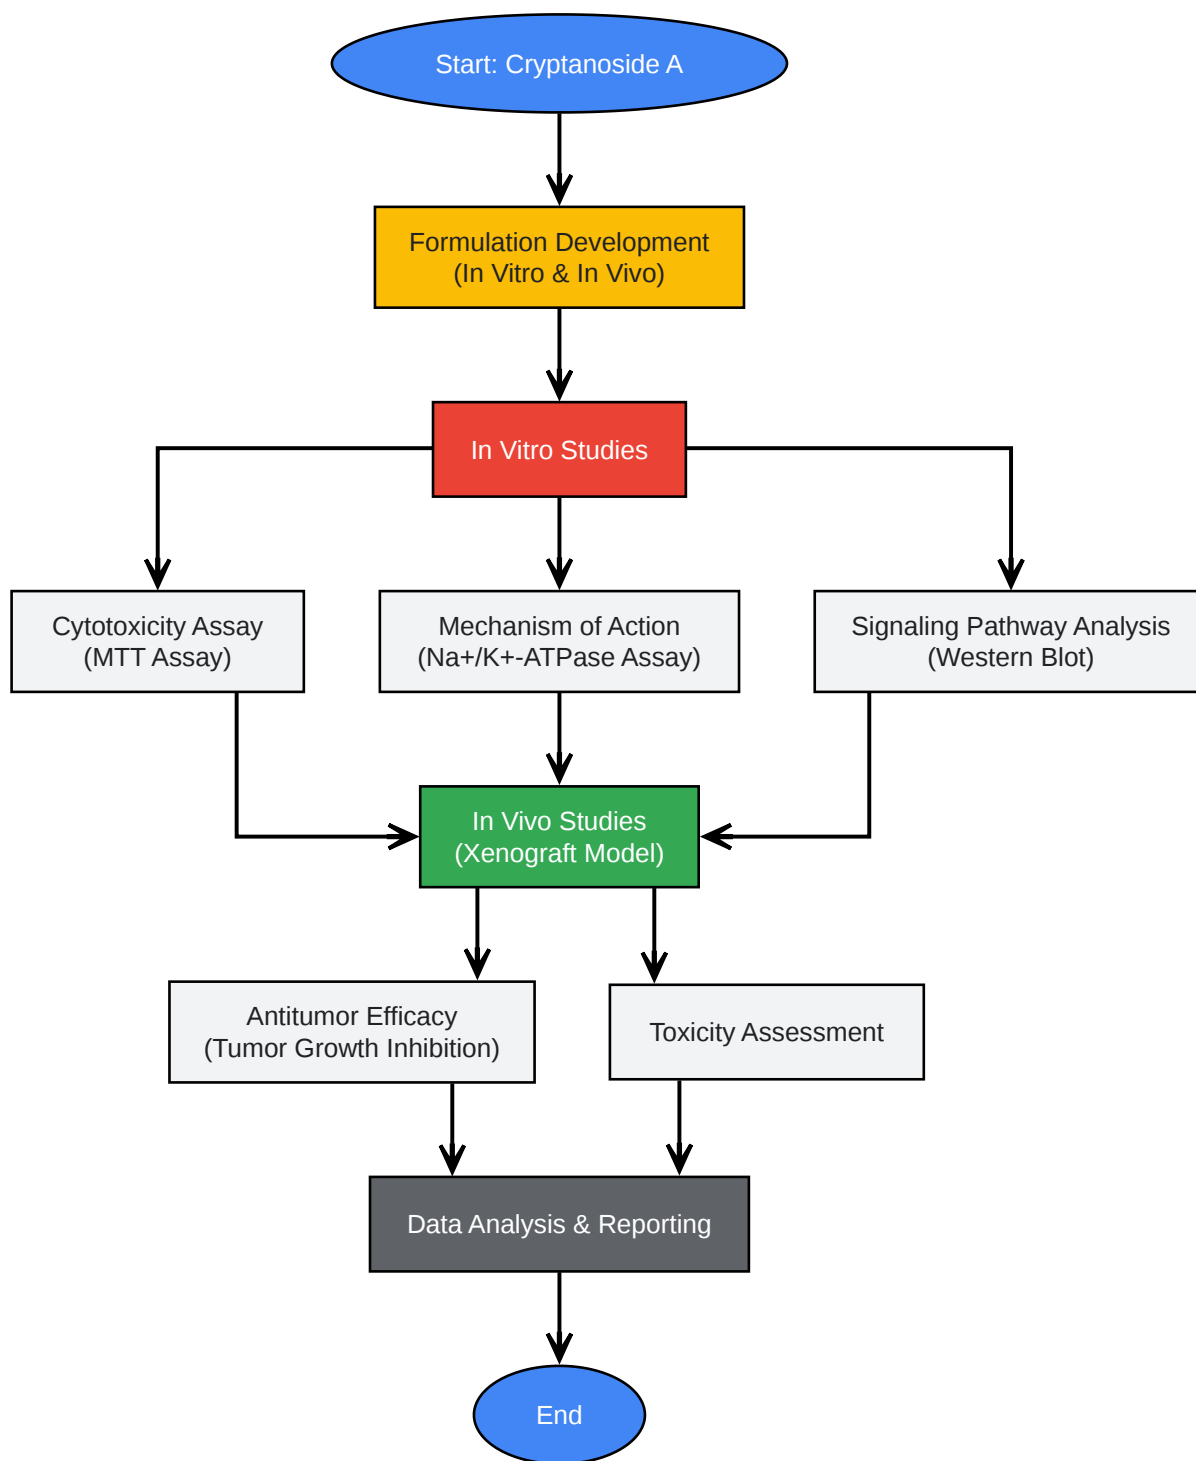 Start: Cryptanoside A
Formulation Development
(In Vitro & In Vivo)
In Vitro Studies
Cytotoxicity Assay
(MTT Assay)
Mechanism of Action
(Na+/K+-ATPase Assay)
Signaling Pathway Analysis
(Western Blot)
In Vivo Studies
(Xenograft Model)
Antitumor Efficacy
(Tumor Growth Inhibition)
Toxicity Assessment
Data Analysis & Reporting
End